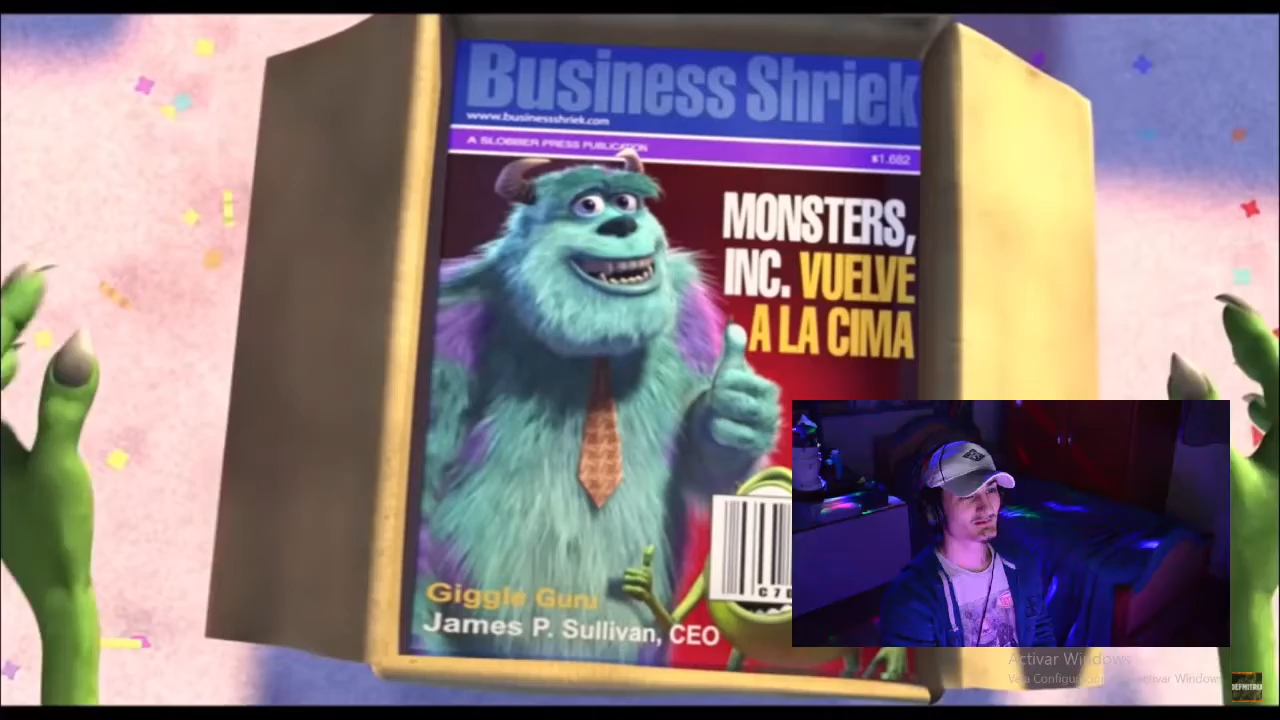 Business Shriek
www.businessshriek.com
A SLOBBER PRESS PUBLICATION
$1.682
MONSTERS,
INC. VUELVE
A LA CIMA
Giggle Guru
James P. Sullivan, CEO
Activar Windows